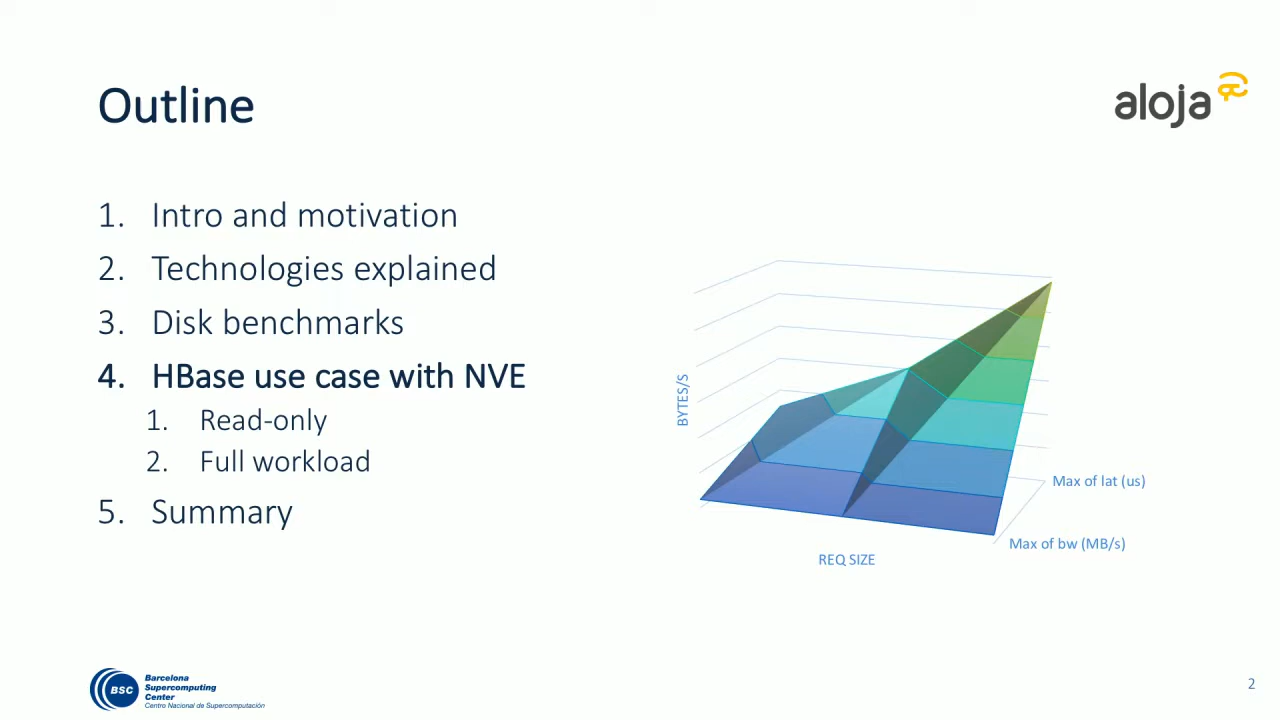 Outline
aloja
1. Intro and motivation
2. Technologies explained
3. Disk benchmarks
4. HBase use case with NVE
1. Read-only
2. Full workload
5. Summary
BYTES/S
Max of lat (us)
Max of bw (MB/s)
REQ SIZE
BSC
Barcelona
Supercomputing
Center
Centro Nacional de Supercomputación
2